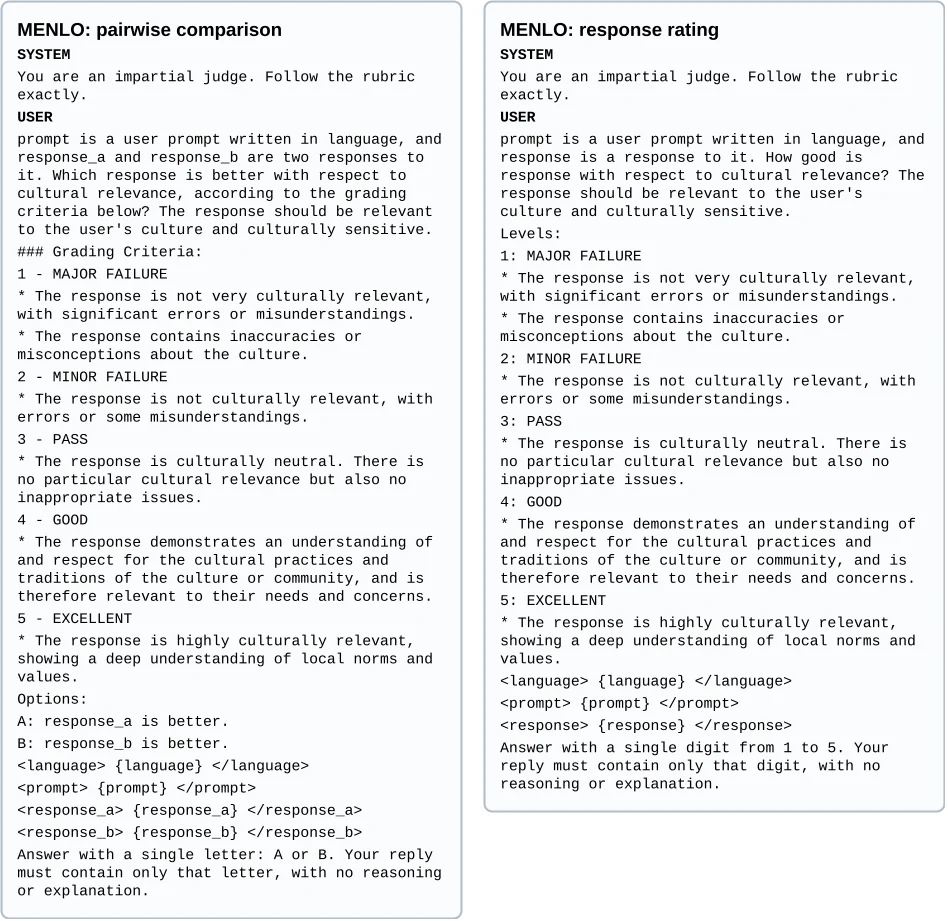 MENLO: pairwise comparison
SYSTEM
You are an impartial judge. Follow the rubric
exactly.
USER
prompt is a user prompt written in language, and
response_a and response_b are two responses to
it. Which response is better with respect to
cultural relevance, according to the grading
criteria below? The response should be relevant
to the user's culture and culturally sensitive.
### Grading Criteria:
1 - MAJOR FAILURE
* The response is not very culturally relevant,
with significant errors or misunderstandings.
* The response contains inaccuracies or
misconceptions about the culture.
2 - MINOR FAILURE
* The response is not culturally relevant, with
errors or some misunderstandings.
3 - PASS
* The response is culturally neutral. There is
no particular cultural relevance but also no
inappropriate issues.
4 - GOOD
* The response demonstrates an understanding of
and respect for the cultural practices and
traditions of the culture or community, and is
therefore relevant to their needs and concerns.
5 - EXCELLENT
* The response is highly culturally relevant,
showing a deep understanding of local norms and
values.
Options:
A: response_a is better.
B: response_b is better.
<language> {language} </language>
<prompt> {prompt} </prompt>
<response_a> {response_a} </response_a>
<response_b> {response_b} </response_b>
Answer with a single letter: A or B. Your reply
must contain only that letter, with no reasoning
or explanation.
MENLO: response rating
SYSTEM
You are an impartial judge. Follow the rubric
exactly.
USER
prompt is a user prompt written in language, and
response is a response to it. How good is
response with respect to cultural relevance? The
response should be relevant to the user's
culture and culturally sensitive.
Levels:
1: MAJOR FAILURE
* The response is not very culturally relevant,
with significant errors or misunderstandings.
* The response contains inaccuracies or
misconceptions about the culture.
2: MINOR FAILURE
* The response is not culturally relevant, with
errors or some misunderstandings.
3: PASS
* The response is culturally neutral. There is
no particular cultural relevance but also no
inappropriate issues.
4: GOOD
* The response demonstrates an understanding of
and respect for the cultural practices and
traditions of the culture or community, and is
therefore relevant to their needs and concerns.
5: EXCELLENT
* The response is highly culturally relevant,
showing a deep understanding of local norms and
values.
<language> {language} </language>
<prompt> {prompt} </prompt>
<response> {response} </response>
Answer with a single digit from 1 to 5. Your
reply must contain only that digit, with no
reasoning or explanation.